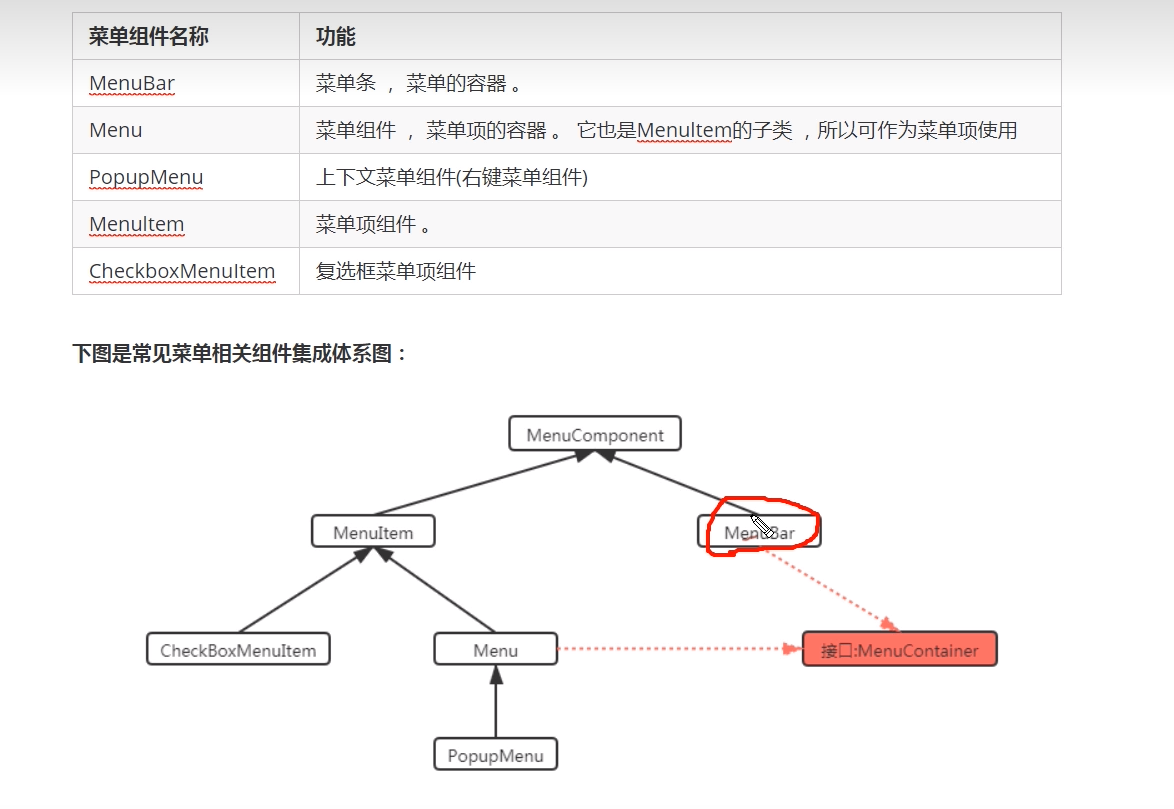 菜单组件名称 功能
MenuBar 菜单条 ， 菜单的容器 。
Menu 菜单组件 ， 菜单项的容器 。 它也是MenuItem的子类 ，所以可作为菜单项使用
PopupMenu 上下文菜单组件(右键菜单组件)
MenuItem 菜单项组件 。
CheckboxMenuItem 复选框菜单项组件
下图是常见菜单相关组件集成体系图：
MenuComponent
MenuItem MenuBar
CheckBoxMenuItem Menu 接口:MenuContainer
PopupMenu